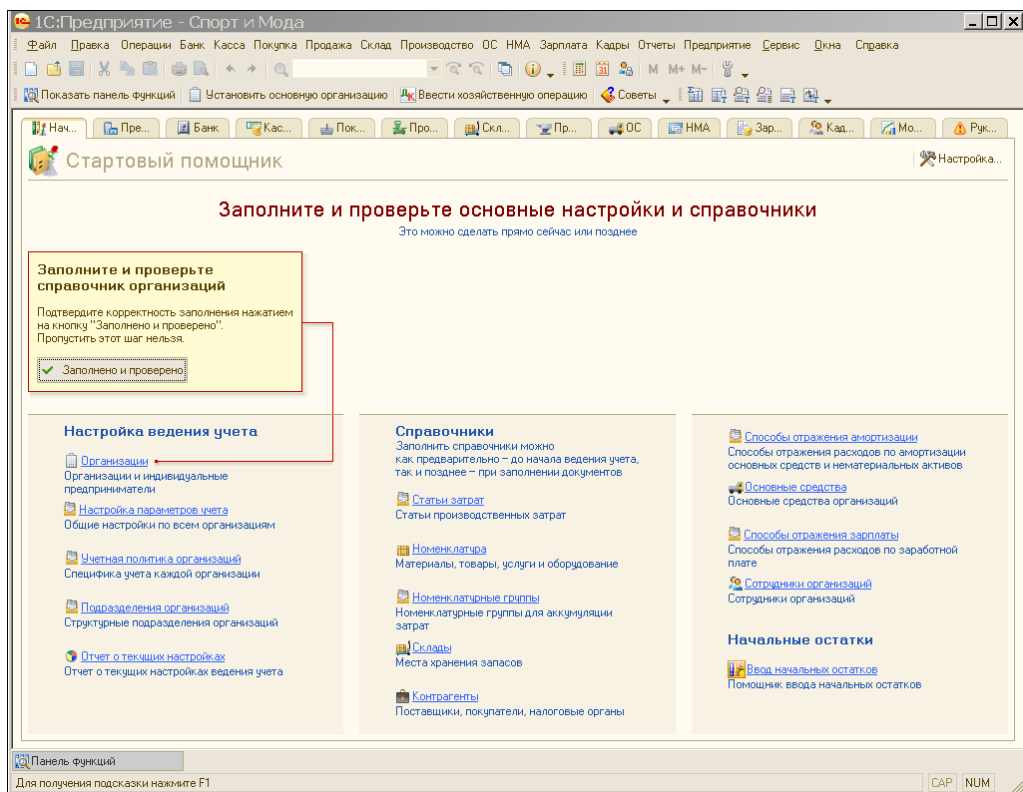 1С:Предприятие - Спорт и Мода
Файл Правка Операции Банк Касса Покупка Продажа Склад Производство ОС НМА Зарплата Кадры Отчеты Предприятие Сервис Окна Справка
M M+ M-
Показать панель функций Установить основную организацию Ввести хозяйственную операцию Советы
Нач... Пре... Банк Кас... Пок... Про... Скл... Пр... ОС НМА Зар... Кад... Мо... Рук...
Стартовый помощник
Настройка...
Заполните и проверьте основные настройки и справочники
Это можно сделать прямо сейчас или позднее
Заполните и проверьте
справочник организаций
Подтвердите корректность заполнения нажатием
на кнопку "Заполнено и проверено".
Пропустить этот шаг нельзя.
Заполнено и проверено
Настройка ведения учета
Организации
Организации и индивидуальные
предприниматели
Настройка параметров учета
Общие настройки по всем организациям
Учетная политика организаций
Специфика учета каждой организации
Подразделения организаций
Структурные подразделения организаций
Отчет о текущих настройках
Отчет о текущих настройках ведения учета
Справочники
Заполнить справочники можно
как предварительно – до начала ведения учета,
так и позднее – при заполнении документов
Статьи затрат
Статьи производственных затрат
Номенклатура
Материалы, товары, услуги и оборудование
Номенклатурные группы
Номенклатурные группы для аккумуляции
затрат
Склады
Места хранения запасов
Контрагенты
Поставщики, покупатели, налоговые органы
Способы отражения амортизации
Способы отражения расходов по амортизации
основных средств и нематериальных активов
Основные средства
Основные средства организаций
Способы отражения зарплаты
Способы отражения расходов по заработной
плате
Сотрудники организаций
Сотрудники организаций
Начальные остатки
Ввод начальных остатков
Помощник ввода начальных остатков
Панель функций
Для получения подсказки нажмите F1
CAP NUM